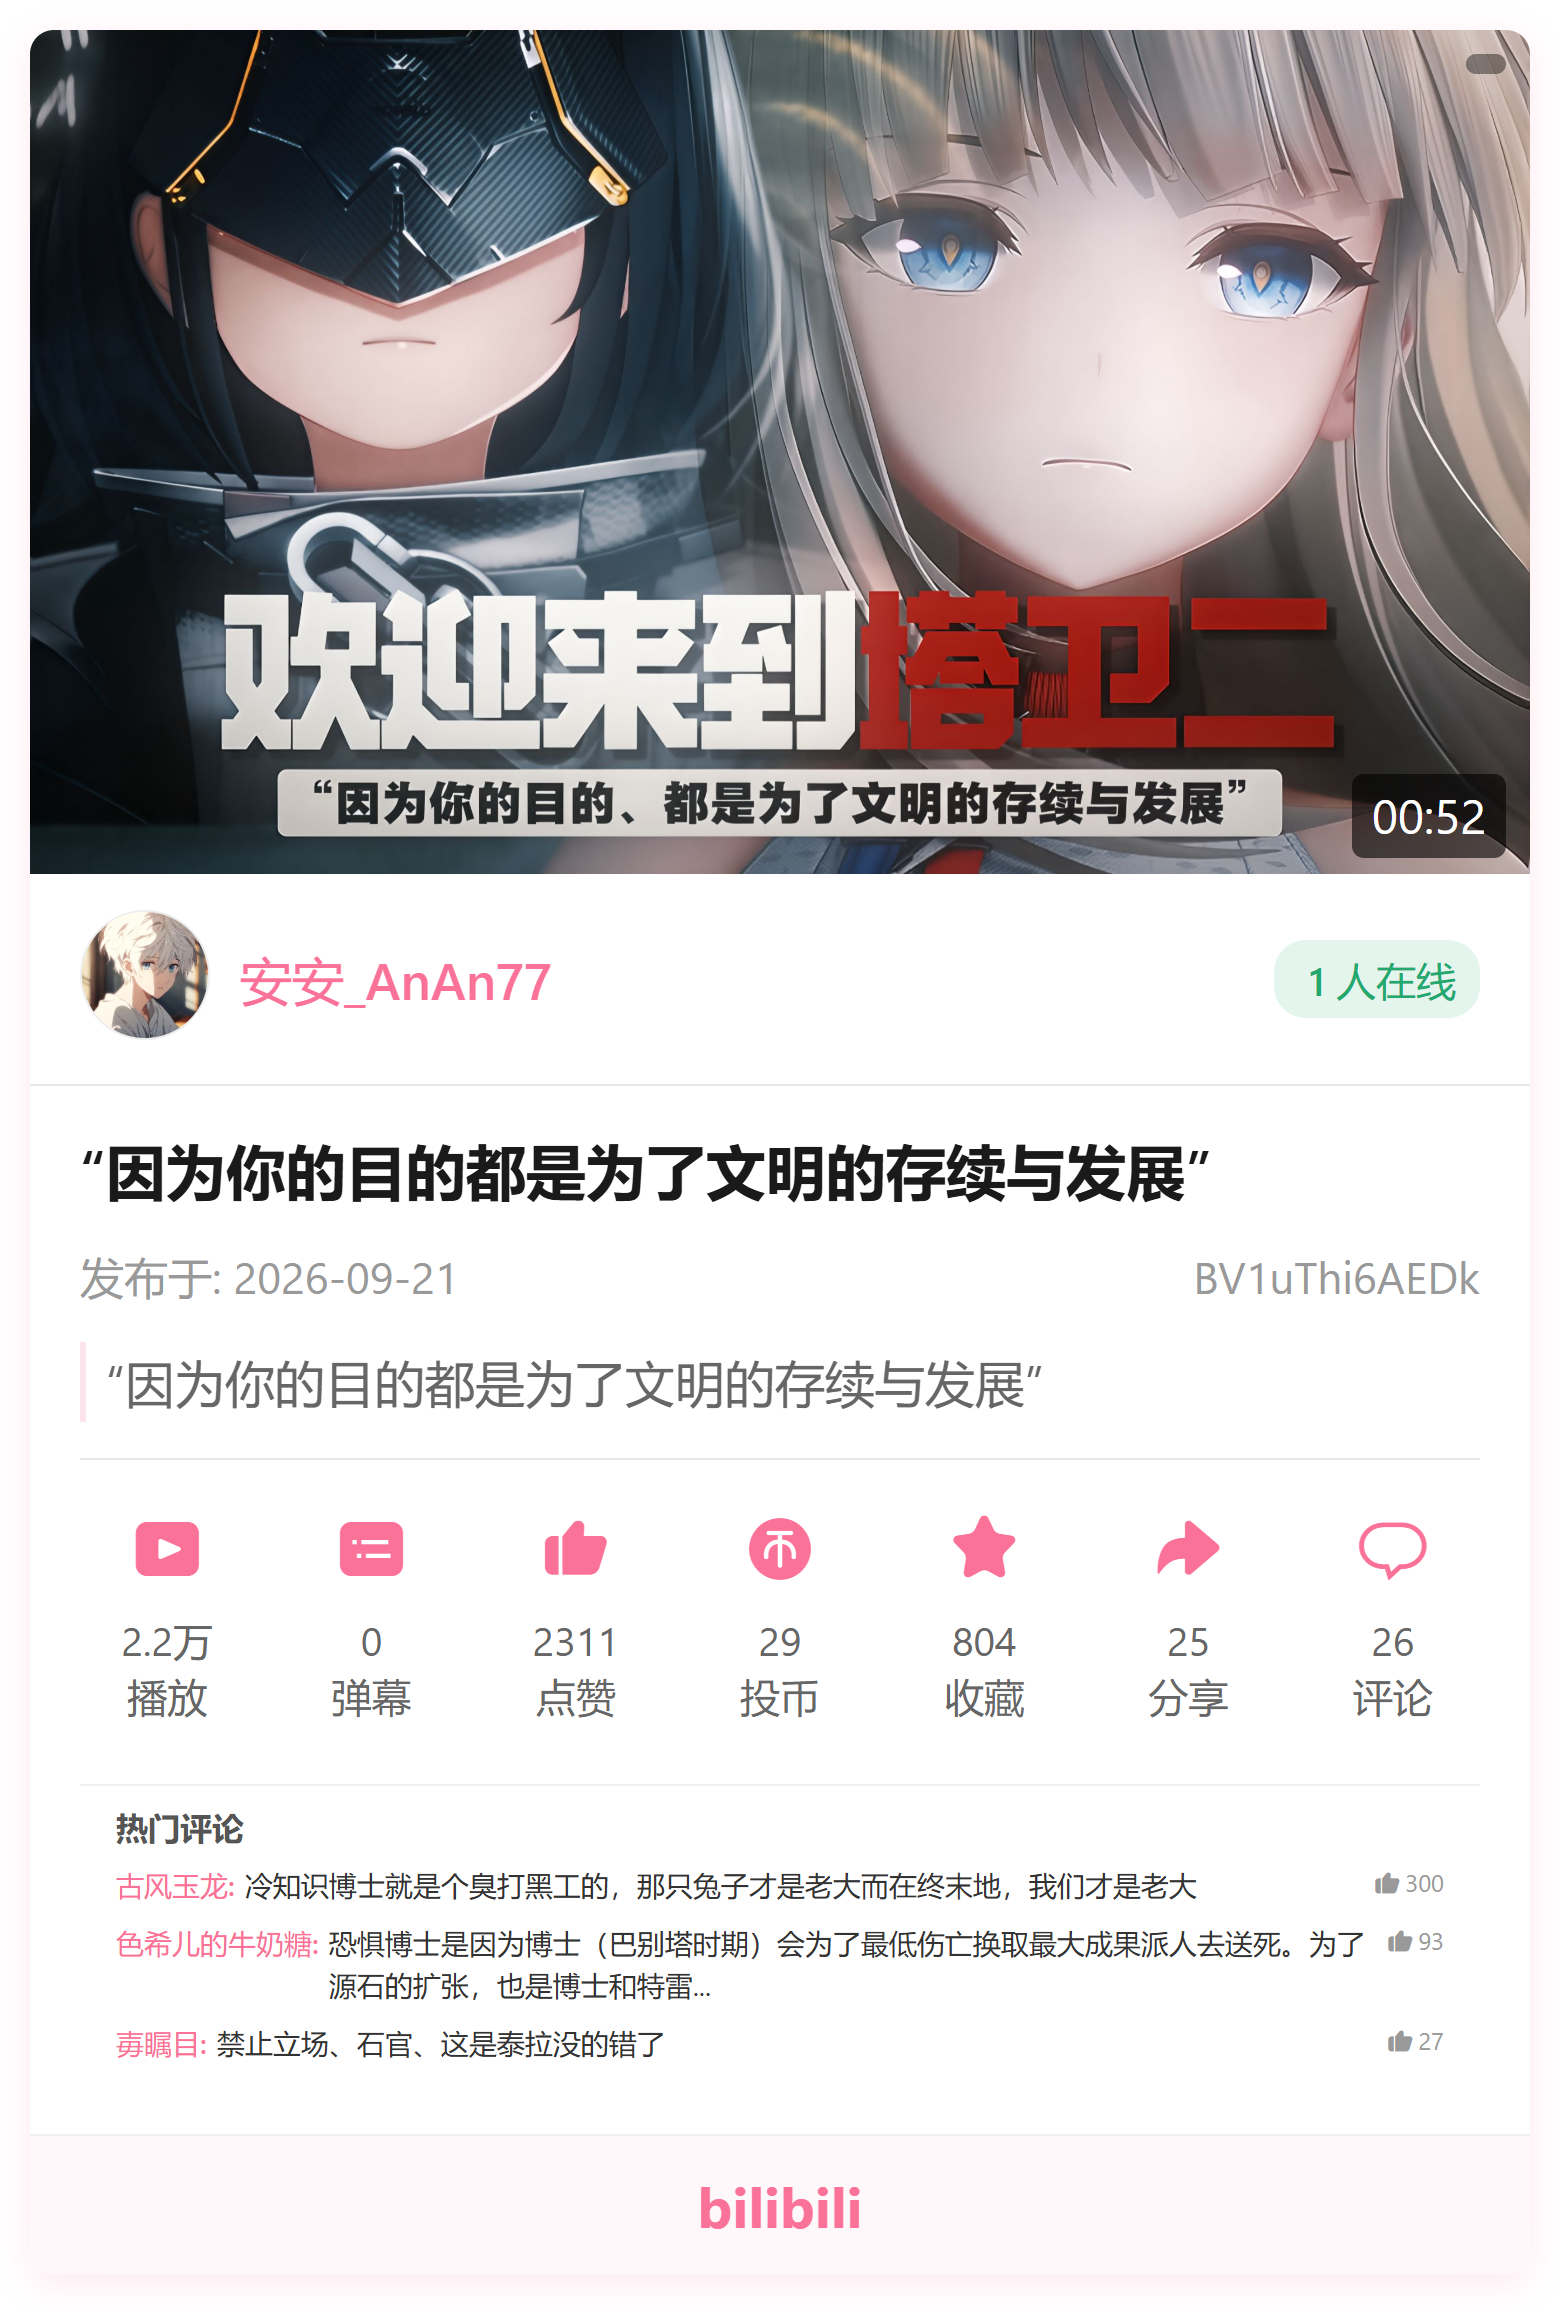 欢迎来到塔卫二
“因为你的目的、都是为了文明的存续与发展”
00:52
安安_AnAn77
1 人在线
“因为你的目的都是为了文明的存续与发展”
发布于: 2026-09-21
BV1uThi6AEDk
“因为你的目的都是为了文明的存续与发展”
2.2万 0 2311 29 804 25 26
播放 弹幕 点赞 投币 收藏 分享 评论
热门评论
古风玉龙: 冷知识博士就是个臭打黑工的，那只兔子才是老大而在终末地，我们才是老大 300
色希儿的牛奶糖: 恐惧博士是因为博士（巴别塔时期）会为了最低伤亡换取最大成果派人去送死。为了 93
源石的扩张，也是博士和特雷...
毐瞩目: 禁止立场、石官、这是泰拉没的错了 27
bilibili